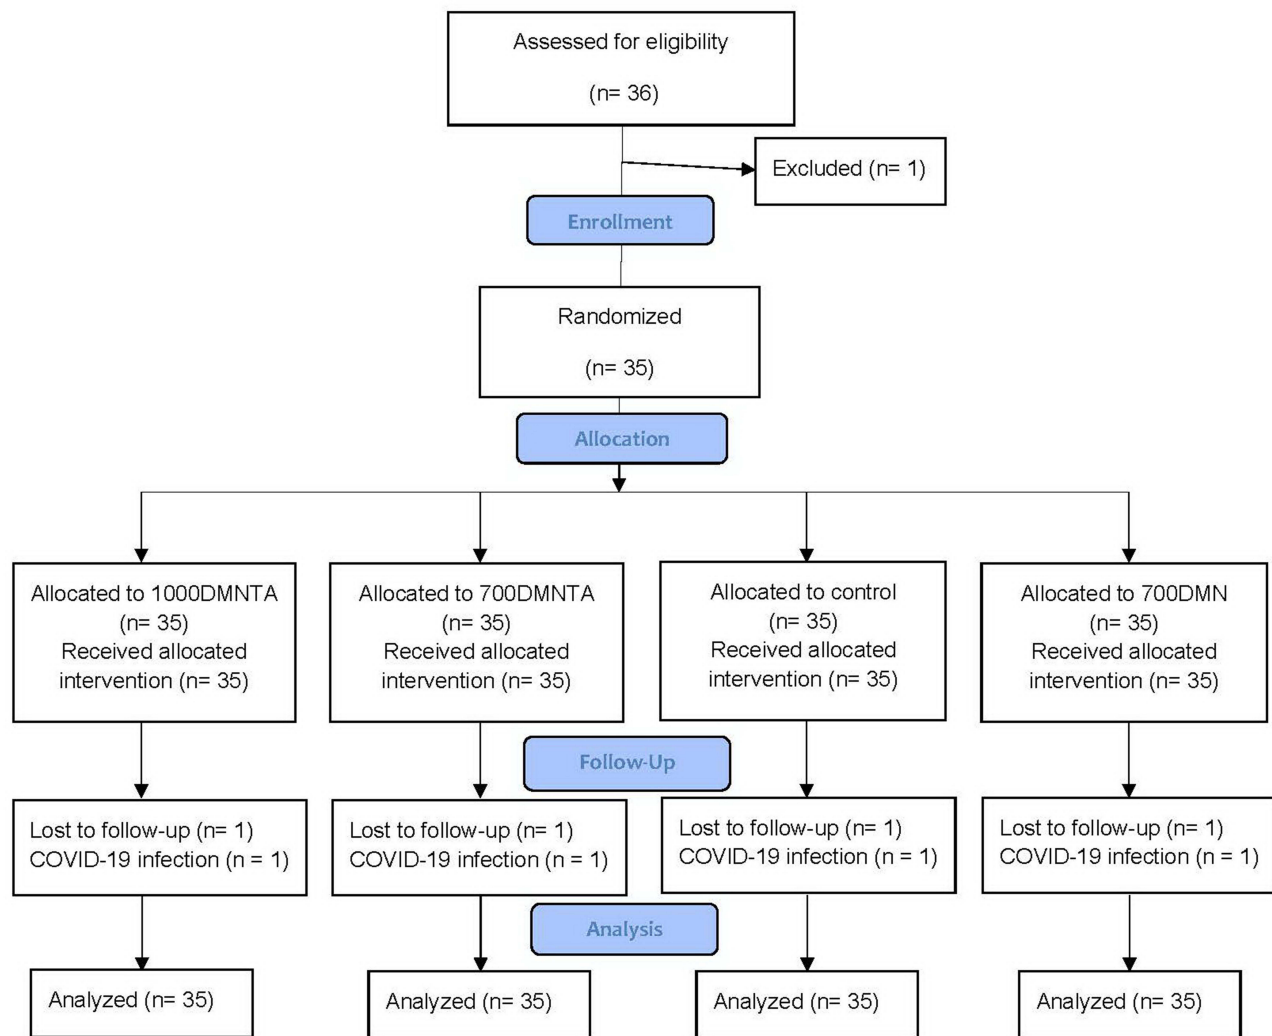 Assessed for eligibility
(n= 36)
Excluded (n= 1)
Enrollment
Randomized
(n= 35)
Allocation
Allocated to 1000DMNTA
(n= 35)
Received allocated
intervention (n= 35)
Allocated to 700DMNTA
(n= 35)
Received allocated
intervention (n= 35)
Allocated to control
(n= 35)
Received allocated
intervention (n= 35)
Allocated to 700DMN
(n= 35)
Received allocated
intervention (n= 35)
Follow-Up
Lost to follow-up (n= 1)
COVID-19 infection (n = 1)
Lost to follow-up (n= 1)
COVID-19 infection (n = 1)
Lost to follow-up (n= 1)
COVID-19 infection (n = 1)
Lost to follow-up (n= 1)
COVID-19 infection (n = 1)
Analysis
Analyzed (n= 35)
Analyzed (n= 35)
Analyzed (n= 35)
Analyzed (n= 35)